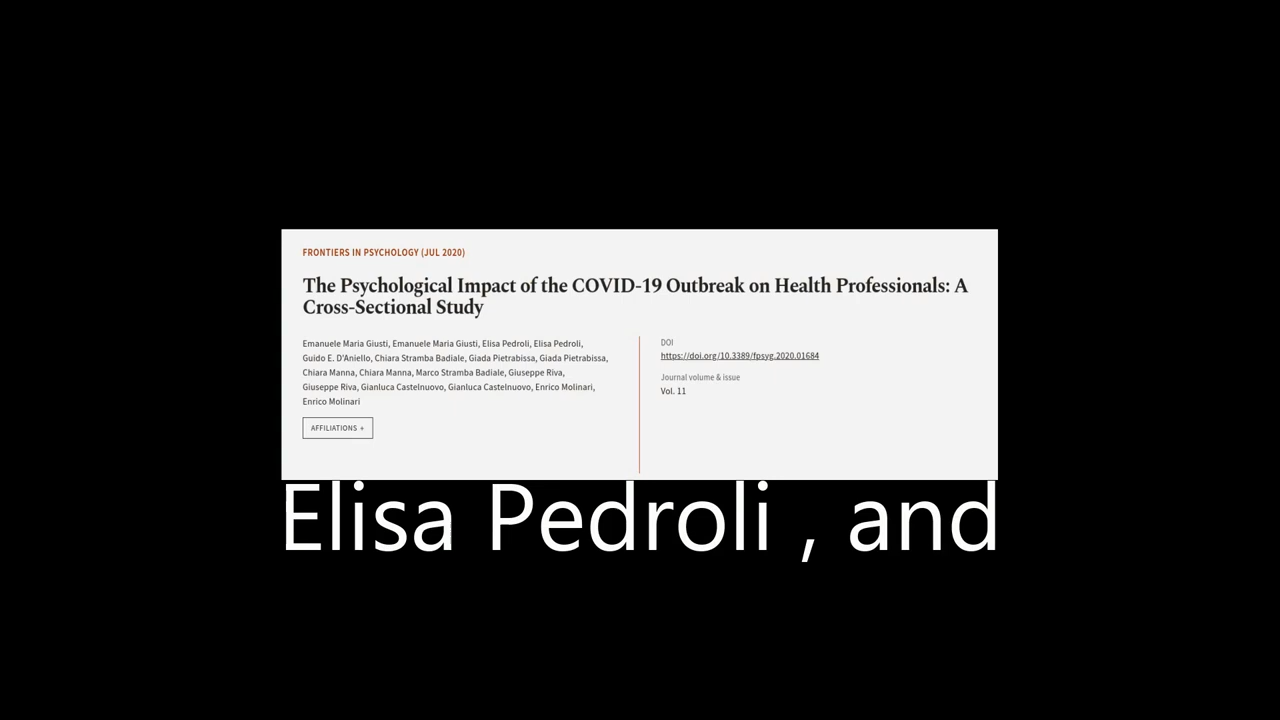 FRONTIERS IN PSYCHOLOGY (JUL 2020)
The Psychological Impact of the COVID-19 Outbreak on Health Professionals: A
Cross-Sectional Study
Emanuele Maria Giusti, Emanuele Maria Giusti, Elisa Pedroli, Elisa Pedroli,
Guido E. D'Aniello, Chiara Stramba Badiale, Giada Pietrabissa, Giada Pietrabissa,
Chiara Manna, Chiara Manna, Marco Stramba Badiale, Giuseppe Riva,
Giuseppe Riva, Gianluca Castelnuovo, Gianluca Castelnuovo, Enrico Molinari,
Enrico Molinari
AFFILIATIONS +
DOI
https://doi.org/10.3389/fpsyg.2020.01684
Journal volume & issue
Vol. 11
Elisa Pedroli , and